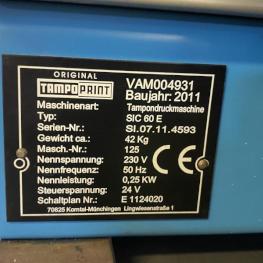 ORIGINAL
TAMPOPRINT
VAM004931
Baujahr: 2011
Maschinenart: Tampondruckmaschine
Typ: SIC 60 E
Serien-Nr.: SI.07.11.4593
Gewicht ca.: 42 Kg
Masch.-Nr.: 125
Nennspannung: 230 V
Nennfrequenz: 50 Hz
Nennleistung: 0,25 KW
Steuerspannung: 24 V
Schaltplan Nr.: E 1124020
CE
70825 Korntal-Münchingen Lingwiesenstraße 1